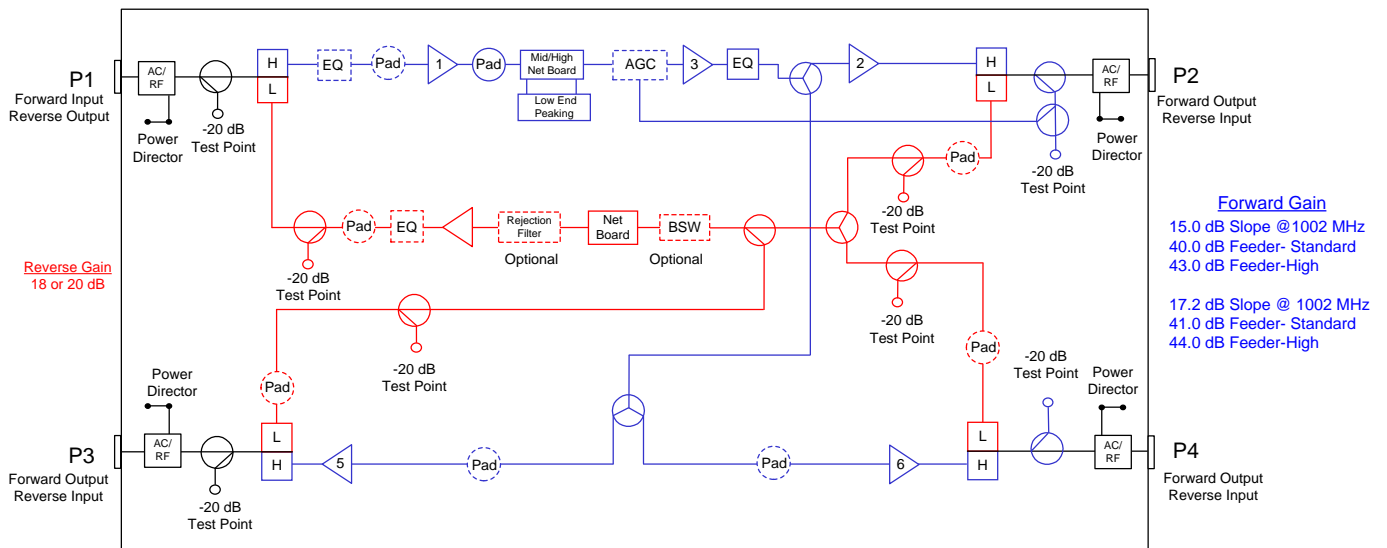 P1
Forward Input
Reverse Output
AC/
RF
Power
Director
-20 dB
Test Point
H
L
EQ
Pad
1
Pad
Mid/High
Net Board
Low End
Peaking
AGC
3
EQ
2
H
L
-20 dB
Test Point
AC/
RF
Power
Director
P2
Forward Output
Reverse Input
Pad
-20 dB
Test Point
Reverse Gain
18 or 20 dB
-20 dB
Test Point
Pad
EQ
Rejection
Filter
Optional
Net
Board
BSW
Optional
-20 dB
Test Point
-20 dB
Test Point
Forward Gain
15.0 dB Slope @1002 MHz
40.0 dB Feeder- Standard
43.0 dB Feeder-High
17.2 dB Slope @ 1002 MHz
41.0 dB Feeder- Standard
44.0 dB Feeder-High
Pad
Pad
-20 dB
Test Point
Power
Director
Power
Director
P3
Forward Output
Reverse Input
AC/
RF
-20 dB
Test Point
L
H
5
Pad
Pad
6
L
H
AC/
RF
P4
Forward Output
Reverse Input